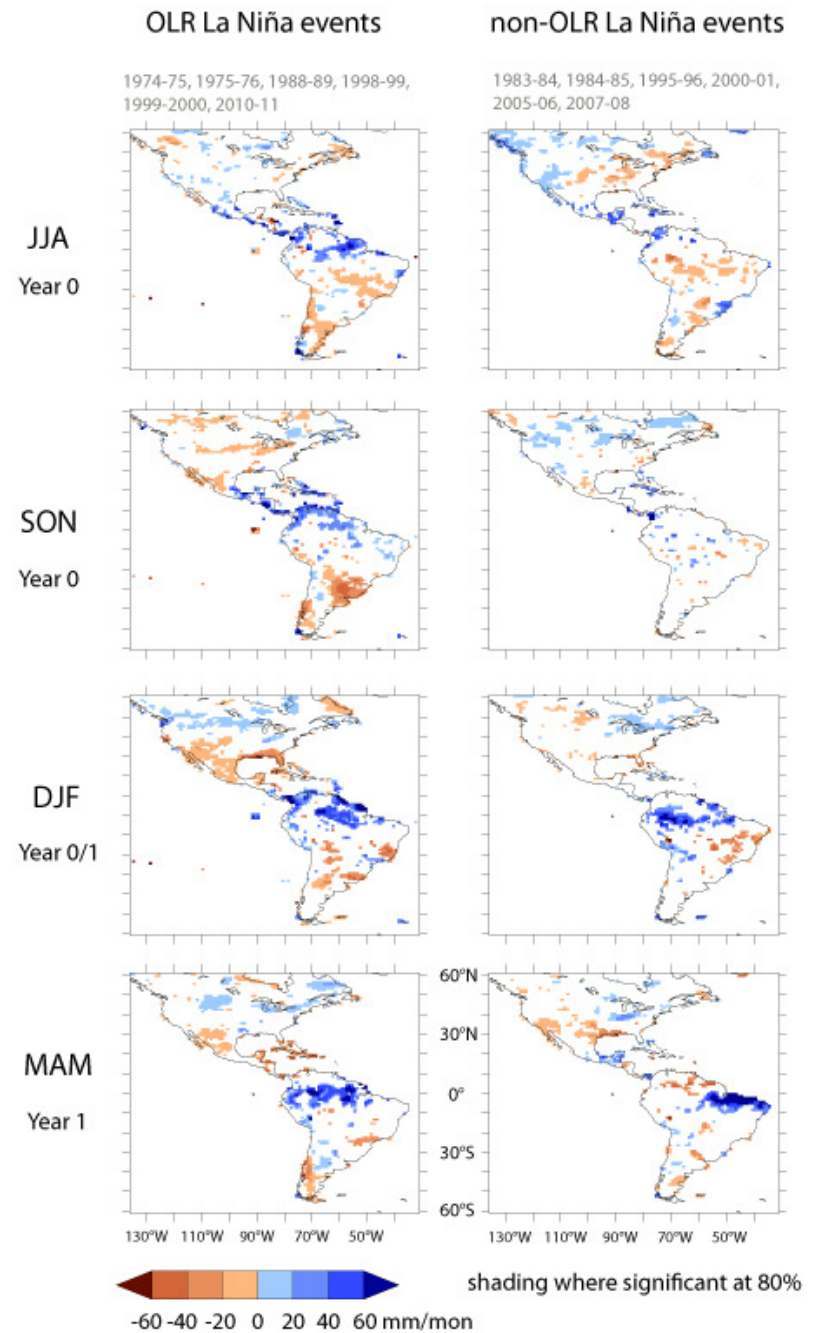 OLR La Niña events
non-OLR La Niña events
1974-75, 1975-76, 1988-89, 1998-99,
1999-2000, 2010-11
1983-84, 1984-85, 1995-96, 2000-01,
2005-06, 2007-08
JJA
Year 0
SON
Year 0
DJF
Year 0/1
MAM
Year 1
60°N
30°N
0°
30°S
60°S
130°W 110°W 90°W 70°W 50°W
130°W 110°W 90°W 70°W 50°W
-60 -40 -20 0 20 40 60 mm/mon
shading where significant at 80%